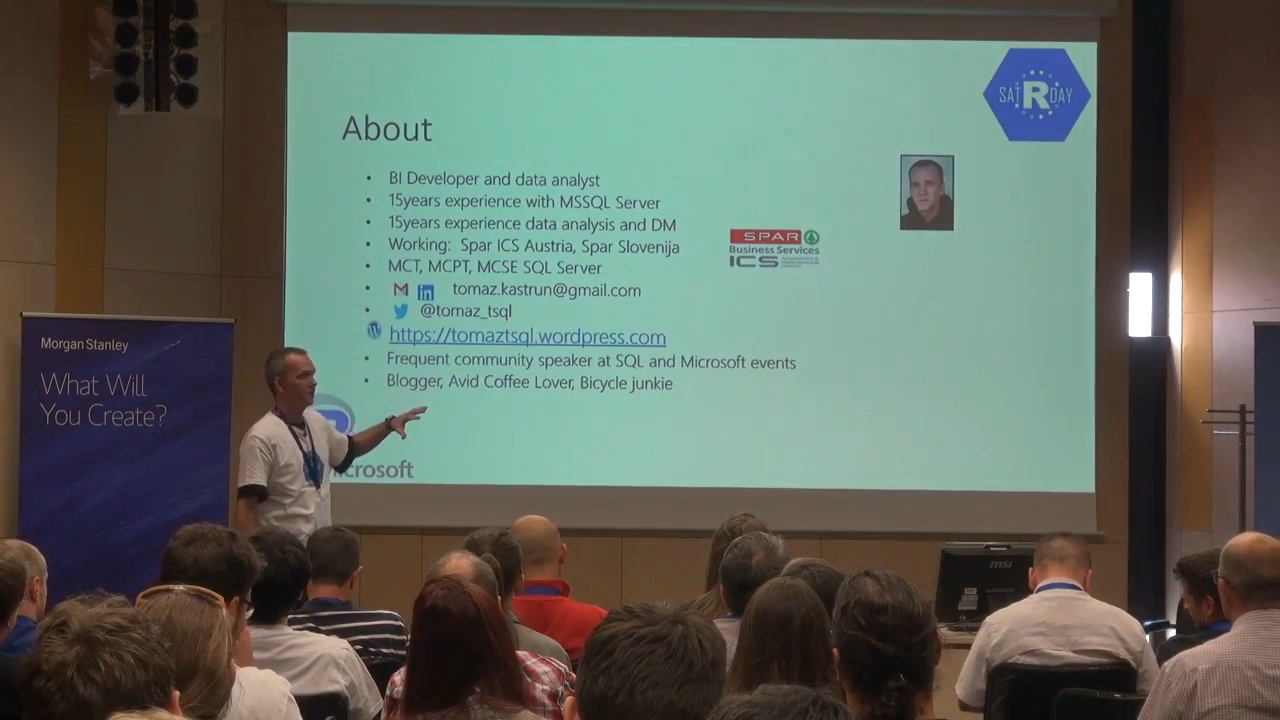 SAT R DAY
About
• BI Developer and data analyst
• 15years experience with MSSQL Server
• 15years experience data analysis and DM
• Working: Spar ICS Austria, Spar Slovenija
SPAR
Business Services
ICS
• MCT, MCPT, MCSE SQL Server
• M in tomaz.kastrun@gmail.com
• @tomaz_tsql
https://tomaztsql.wordpress.com
• Frequent community speaker at SQL and Microsoft events
• Blogger, Avid Coffee Lover, Bicycle junkie
icrosoft
Morgan Stanley
What Will
You Create?
msi